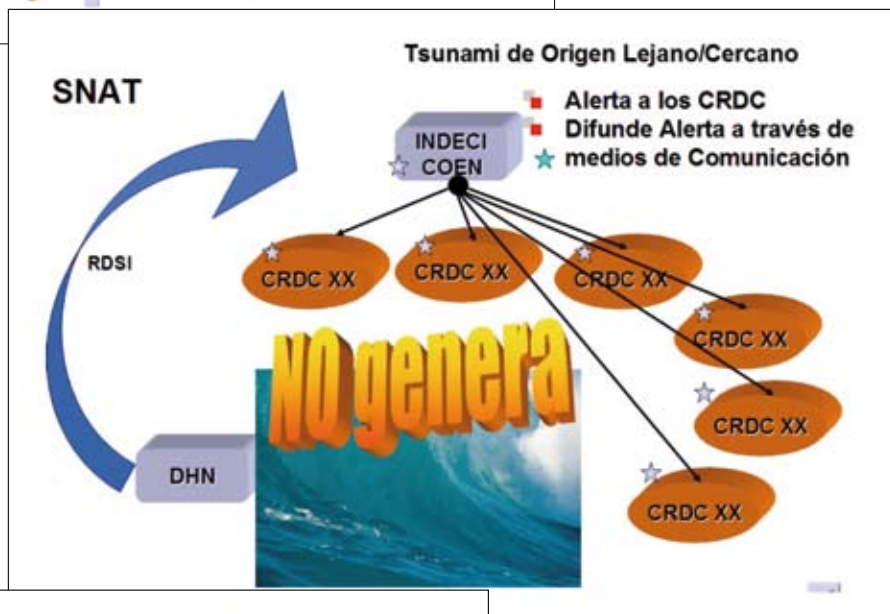 Tsunami de Origen Lejano/Cercano
SNAT
Alerta a los CRDC
Difunde Alerta a través de
medios de Comunicación
INDECI
COEN
RDSI
CRDC XX
CRDC XX
CRDC XX
CRDC XX
CRDC XX
CRDC XX
NO genera
DHN